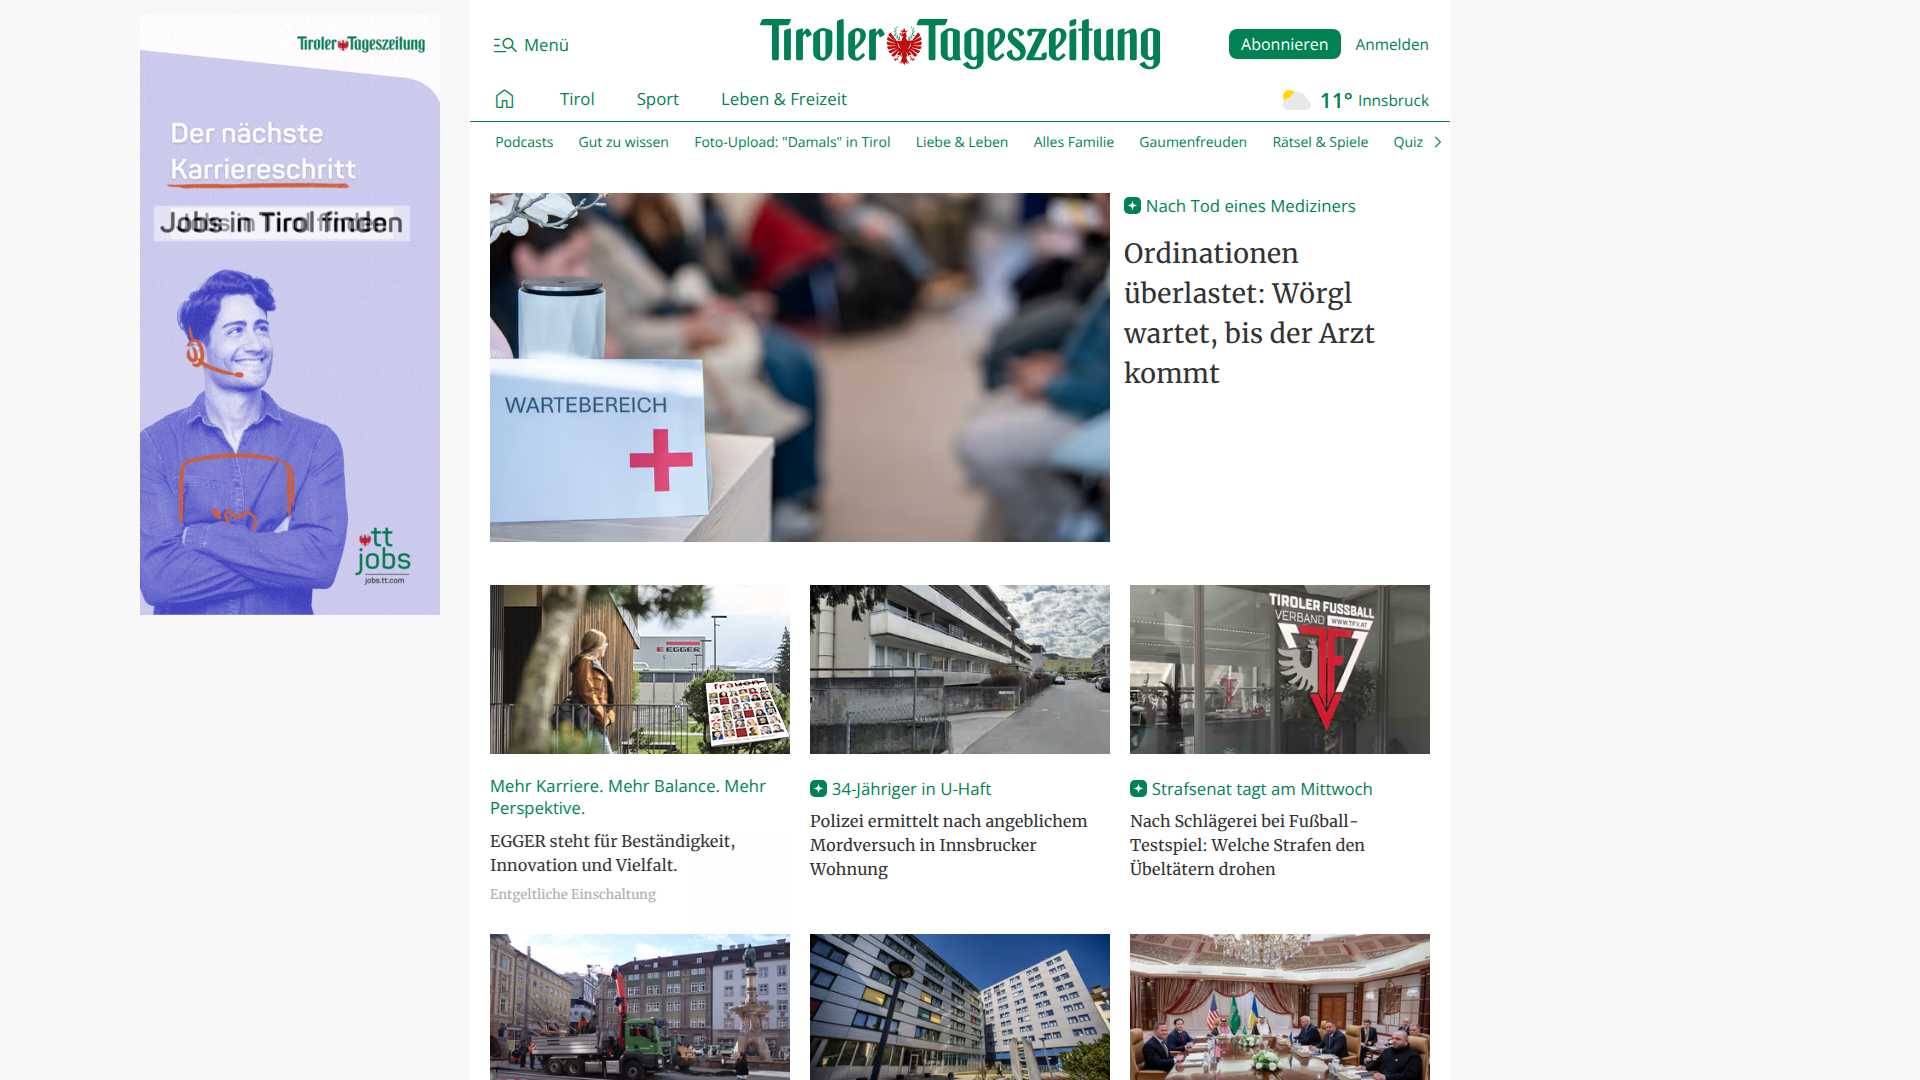 Tiroler Tageszeitung
Der nächste
Karriereschritt
Jobs in Tirol finden
tt
jobs
jobs.tt.com
Menü
Tiroler Tageszeitung
Abonnieren
Anmelden
Tirol
Sport
Leben & Freizeit
11° Innsbruck
Podcasts
Gut zu wissen
Foto-Upload: "Damals" in Tirol
Liebe & Leben
Alles Familie
Gaumenfreuden
Rätsel & Spiele
Quiz
WARTEBEREICH
Nach Tod eines Mediziners
Ordinationen
überlastet: Wörgl
wartet, bis der Arzt
kommt
E EGGER
frauen
Mehr Karriere. Mehr Balance. Mehr
Perspektive.
EGGER steht für Beständigkeit,
Innovation und Vielfalt.
Entgeltliche Einschaltung
34-Jähriger in U-Haft
Polizei ermittelt nach angeblichem
Mordversuch in Innsbrucker
Wohnung
TIROLER FUSSBALL
VERBAND WWW.TFV.AT
Strafsenat tagt am Mittwoch
Nach Schlägerei bei Fußball-
Testspiel: Welche Strafen den
Übeltätern drohen